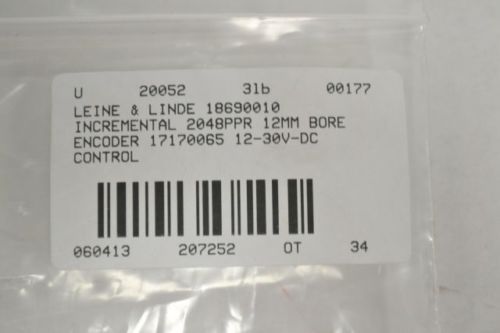 U 20052 3lb 00177
LEINE & LINDE 18690010
INCREMENTAL 2048PPR 12MM BORE
ENCODER 17170065 12-30V-DC
CONTROL
060413 207252 OT 34